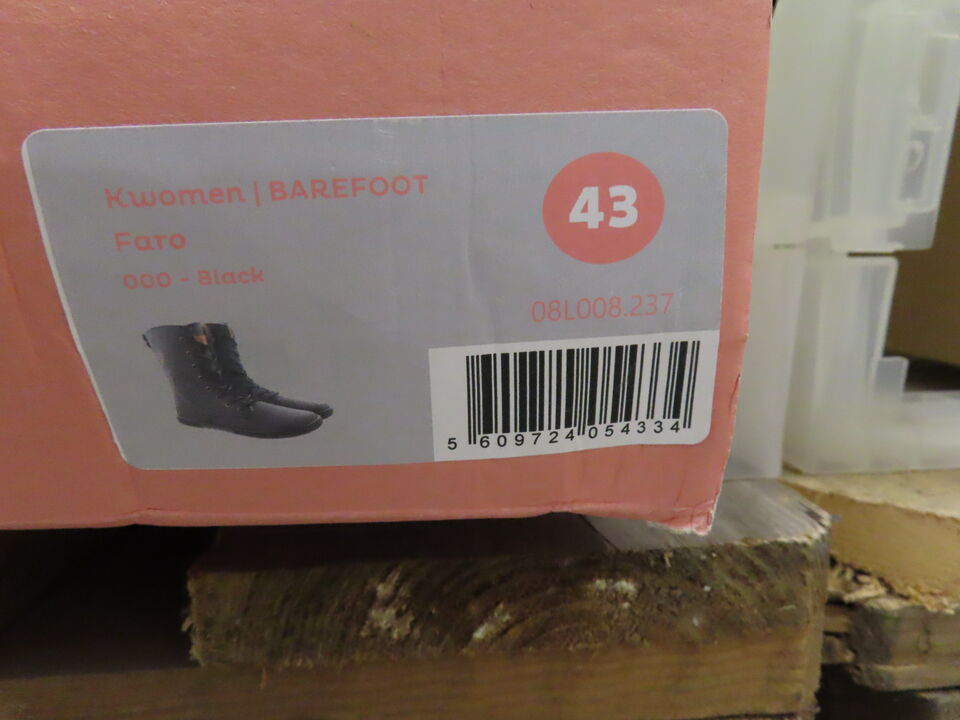 Kwomen | BAREFOOT
Faro
000 - Black
43
08L008.237
5 609724 054334